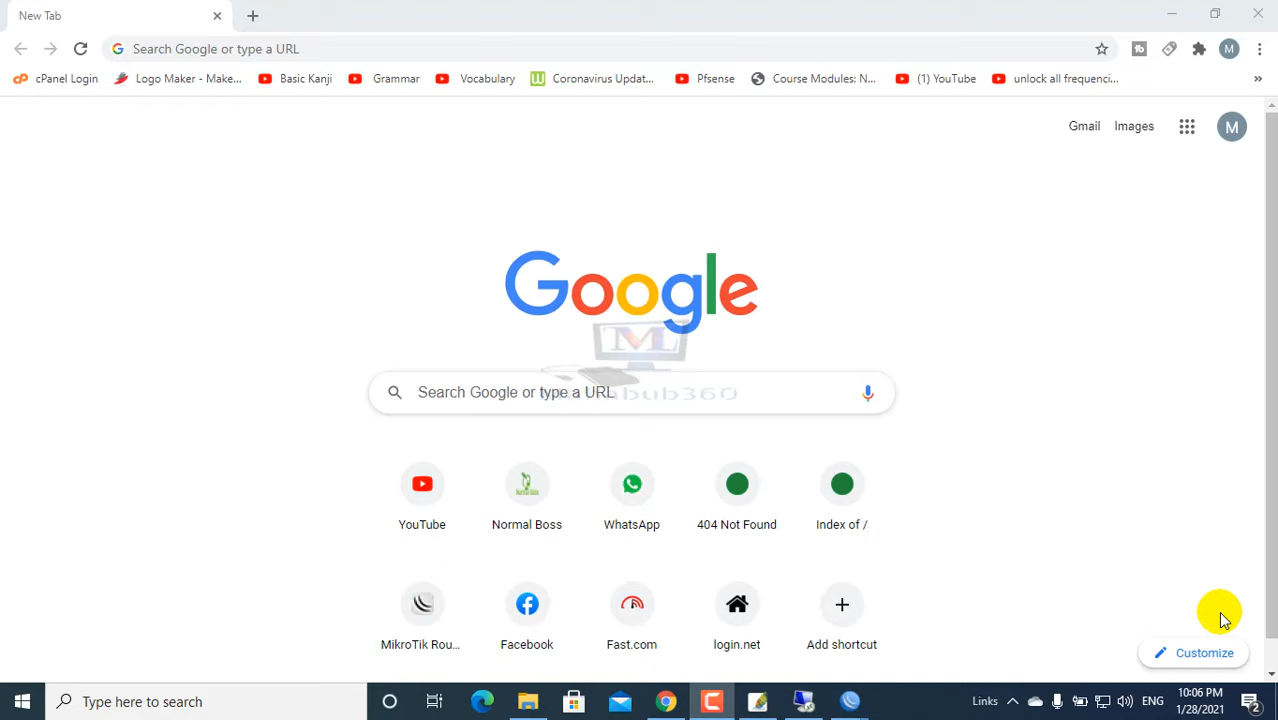 New Tab
Search Google or type a URL
cPanel Login
Logo Maker - Make...
Basic Kanji
Grammar
Vocabulary
Coronavirus Updat...
Pfsense
Course Modules: N...
(1) YouTube
unlock all frequenci...
M
Gmail
Images
M
Google
Search Google or type a URL
YouTube
Normal Boss
WhatsApp
404 Not Found
Index of /
MikroTik Rou...
Facebook
Fast.com
login.net
Add shortcut
Customize
Type here to search
Links
ENG
10:06 PM
1/28/2021
2